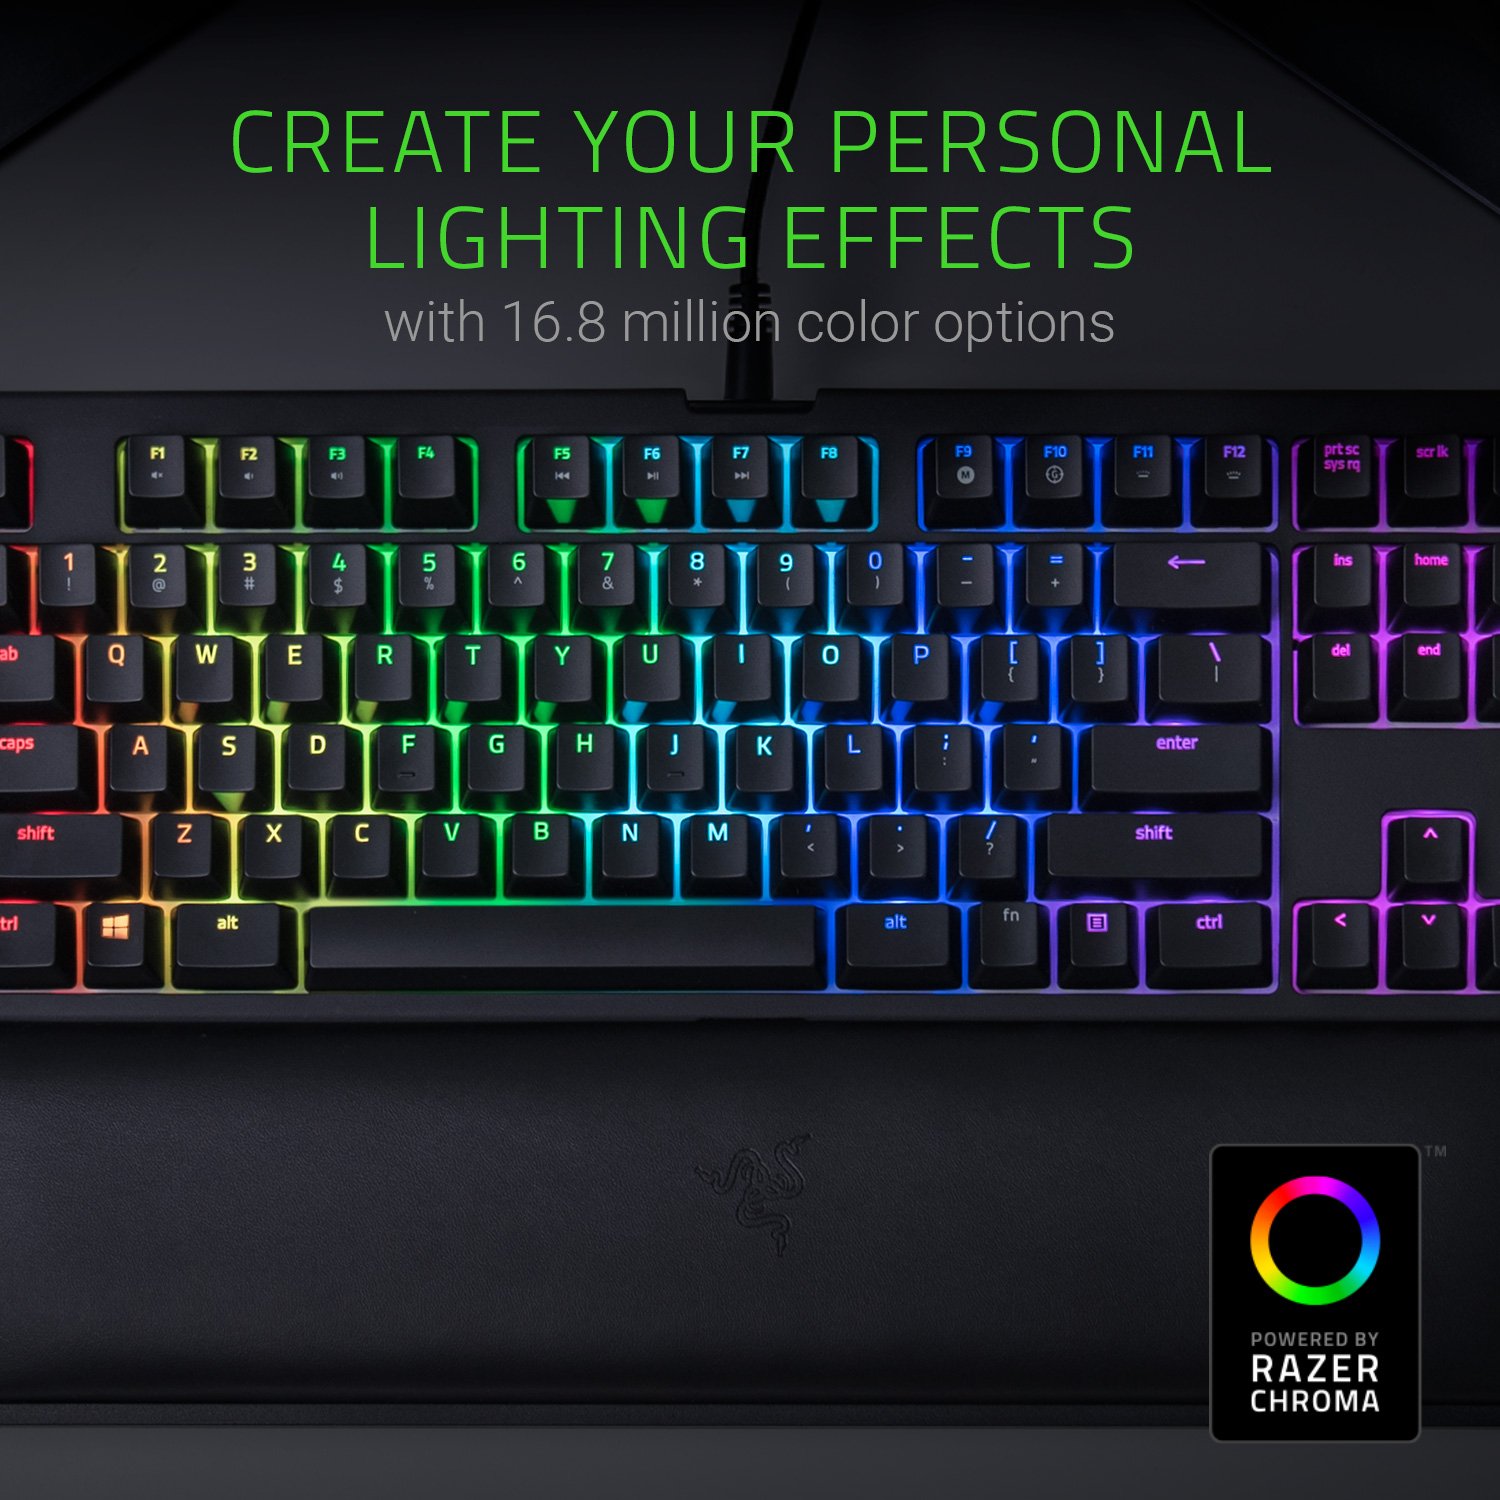 CREATE YOUR PERSONAL
LIGHTING EFFECTS
with 16.8 million color options
F1 F2 F3 F4 F5 F6 F7 F8 F9 F10 F11 F12 prt sc scr lk
sys rq
M G
1 2 3 4 5 6 7 8 9 0 - = ← ins home
! @ # $ % ^ & * ( ) _ +
ab Q W E R T Y U I O P [ ] \ del end
{ } |
caps A S D F G H J K L ; ' enter
: "
shift Z X C V B N M , . / shift ^
< > ?
trl alt alt fn ctrl < v
TM
POWERED BY
RAZER
CHROMA